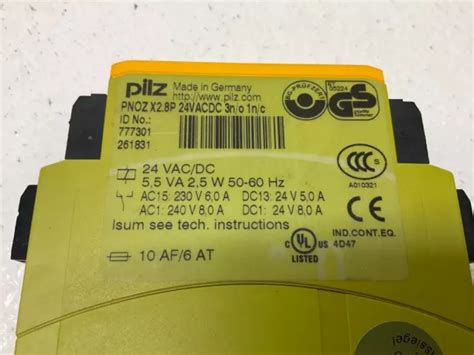 pilz
Made in Germany
http://www.pilz.com
PNOZ X2.8P 24VACDC 3n/o 1n/c
ID No.:
777301
261831
24 VAC/DC
5,5 VA 2,5 W 50-60 Hz
AC15: 230 V 6,0 A DC13: 24 V 5,0 A
AC1: 240 V 8,0 A DC1: 24 V 8,0 A
Isum see tech. instructions
10 AF/6 AT
GS
CCC
A010321
C UL US
LISTED
IND.CONT.EQ.
4D47